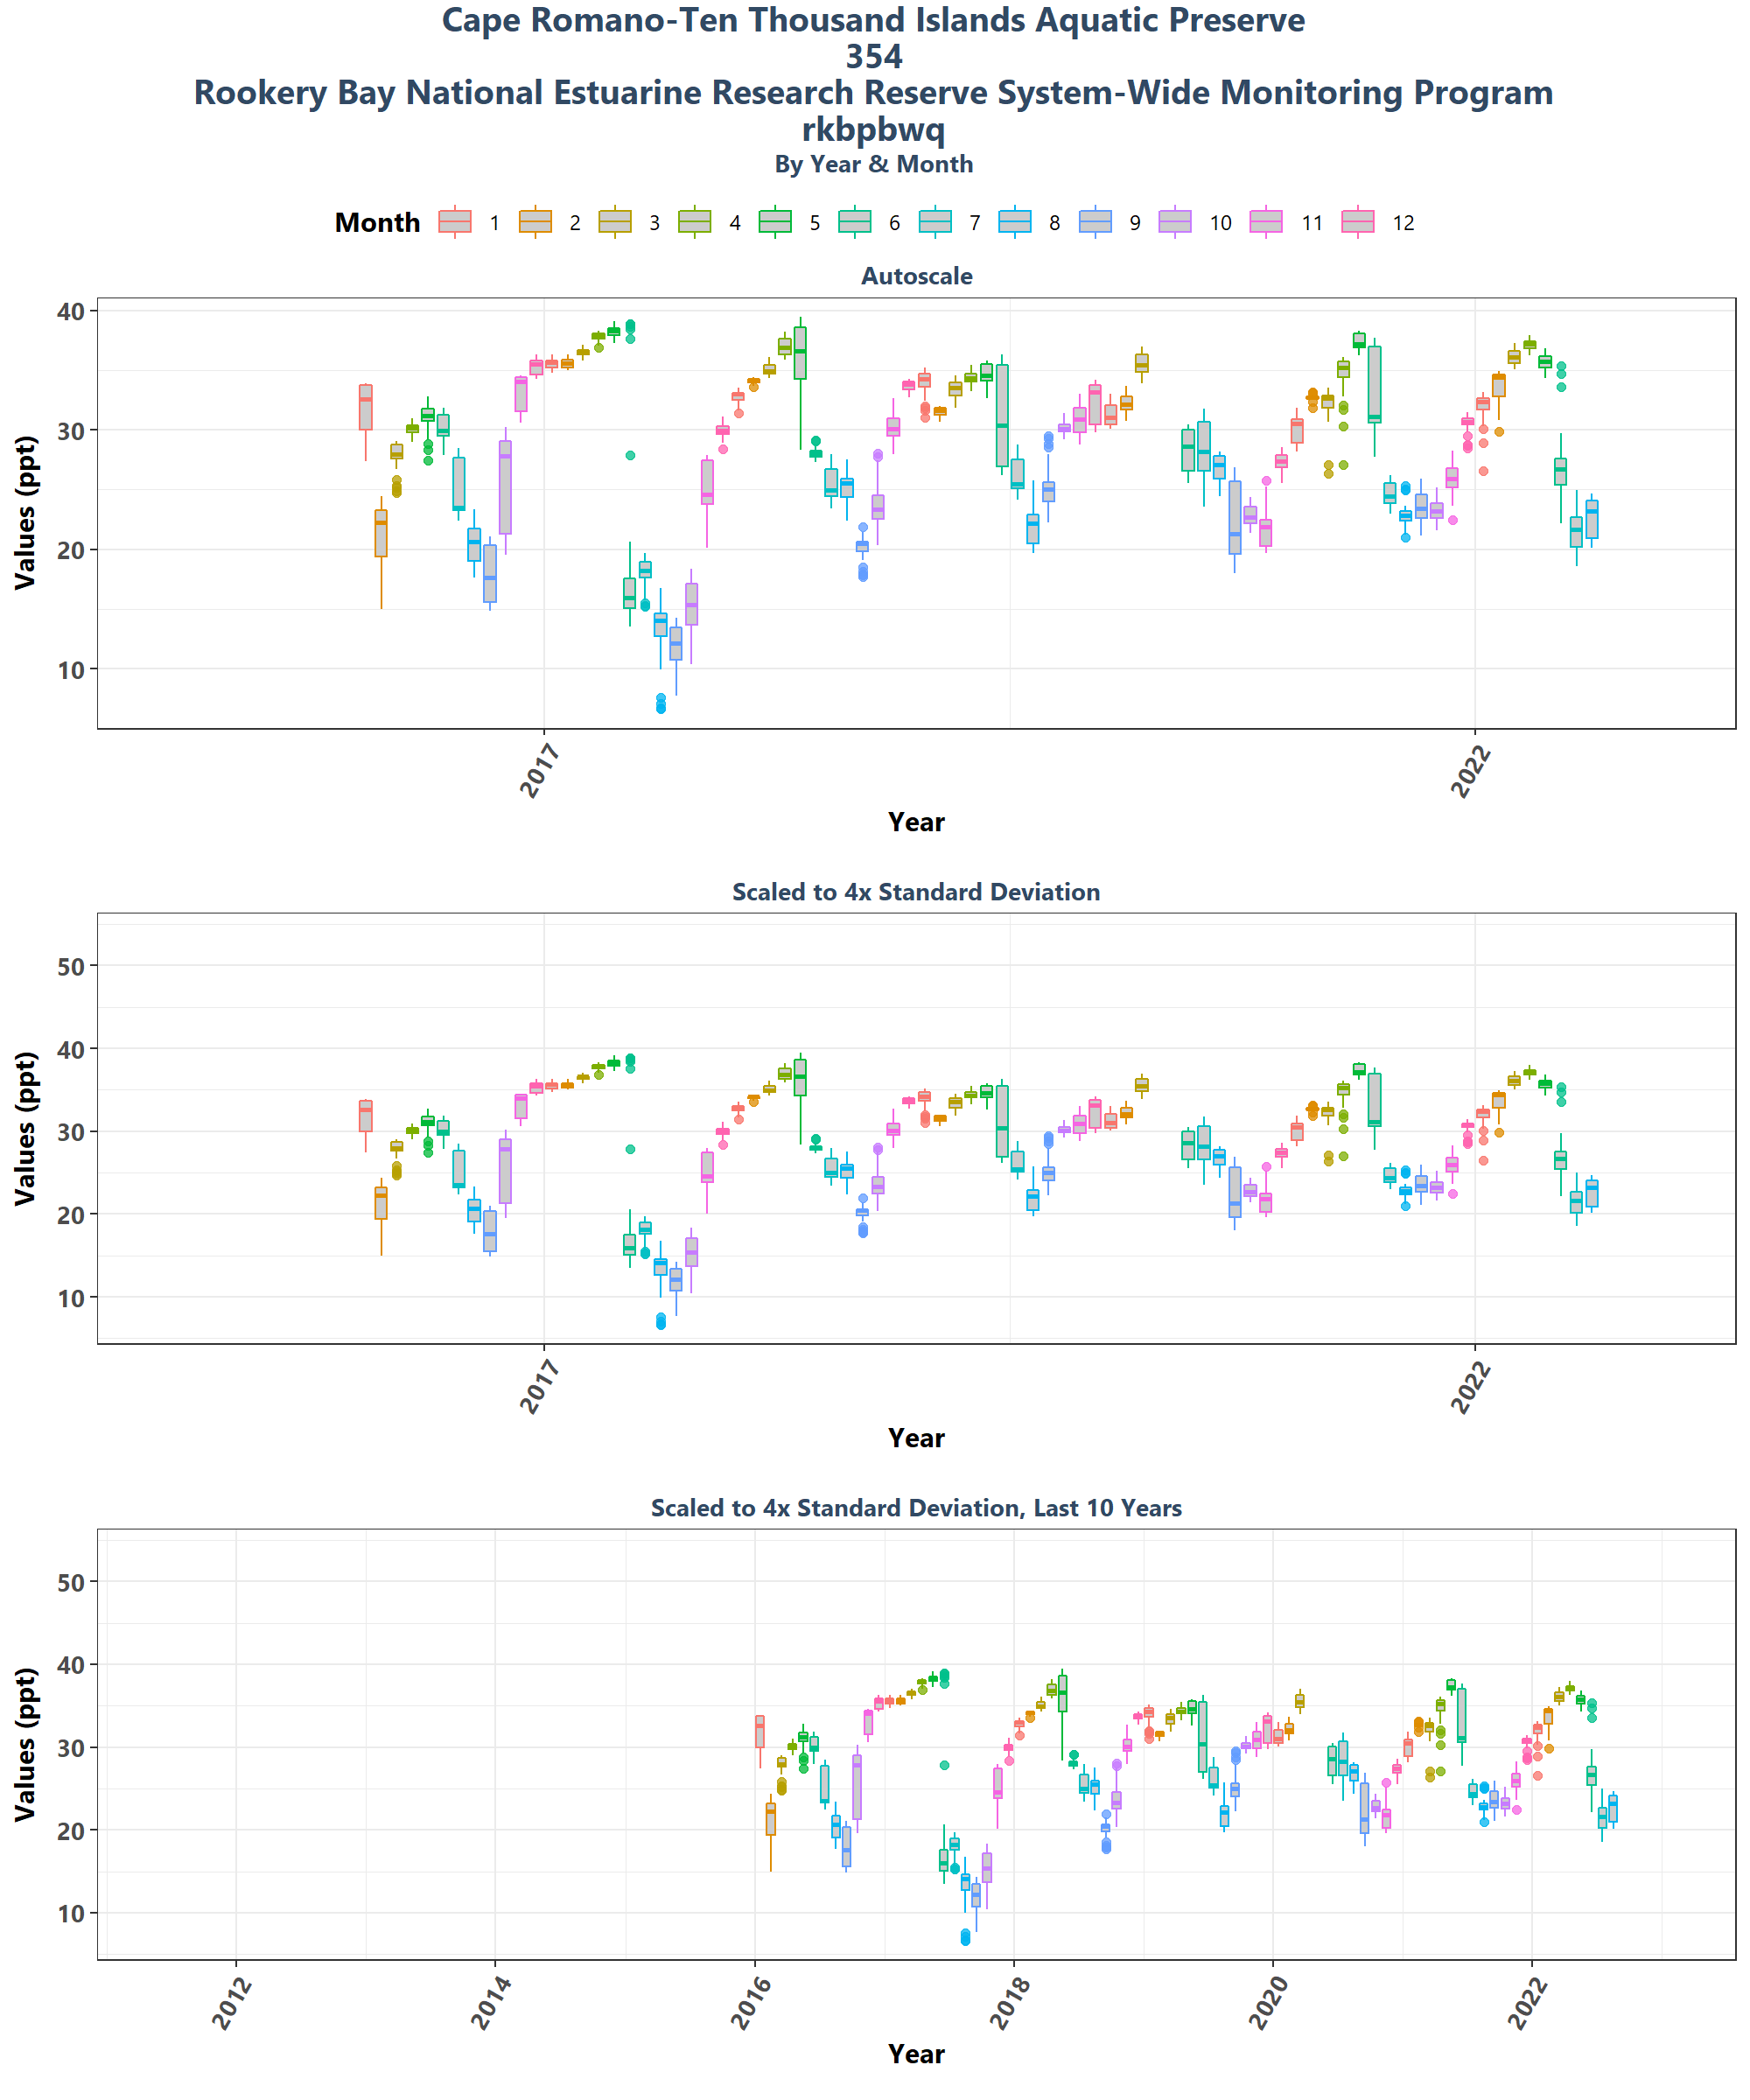 Cape Romano-Ten Thousand Islands Aquatic Preserve
354
Rookery Bay National Estuarine Research Reserve System-Wide Monitoring Program
rkbpbwq
By Year & Month
Month 1 2 3 4 5 6 7 8 9 10 11 12
Autoscale
Values (ppt)
40
30
20
10
2017 2022
Year
Scaled to 4x Standard Deviation
Values (ppt)
50
40
30
20
10
2017 2022
Year
Scaled to 4x Standard Deviation, Last 10 Years
Values (ppt)
50
40
30
20
10
2012 2014 2016 2018 2020 2022
Year